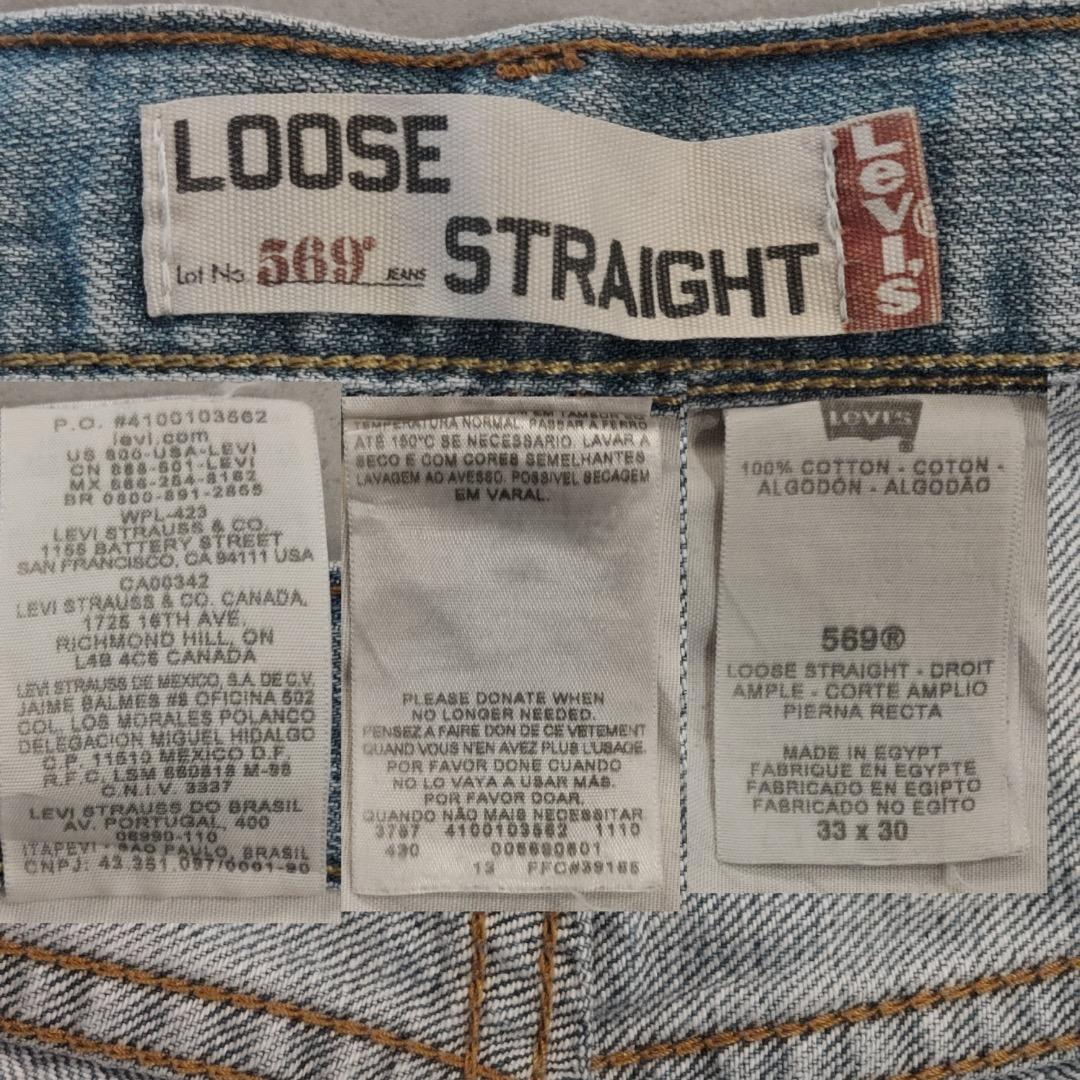 LOOSE
Lot No. 569® JEANS STRAIGHT
Levi's®
P.O. #4100103562
levi.com
US 800-USA-LEVI
CN 888-501-LEVI
MX 866-254-8162
BR 0800-891-2855
WPL-423
LEVI STRAUSS & CO.
1155 BATTERY STREET
SAN FRANCISCO, CA 94111 USA
CA00342
LEVI STRAUSS & CO. CANADA,
1725 16TH AVE.
RICHMOND HILL, ON
L4B 4C6 CANADA
LEVI STRAUSS DE MEXICO, S.A. DE C.V.
JAIME BALMES #8 OFICINA 502
COL. LOS MORALES POLANCO
DELEGACION MIGUEL HIDALGO
C.P. 11510 MEXICO D.F.
R.F.C. LSM M-98
C.N.I.V. 3337
LEVI STRAUSS DO BRASIL
AV. PORTUGAL, 400
06690-110
ITAPEVI - SAO PAULO, BRASIL
CNPJ: 43.351.097/0001-90
EM TAMBOR EM
TEMPERATURA NORMAL. PASSAR A FERRO
ATÉ 150°C SE NECESSARIO. LAVAR A
SECO E COM CORES SEMELHANTES
LAVAGEM AO AVESSO. POSSIVEL SECAGEM
EM VARAL.
PLEASE DONATE WHEN
NO LONGER NEEDED.
PENSEZ A FAIRE DON DE CE VETEMENT
QUAND VOUS N'EN AVEZ PLUS L'USAGE.
POR FAVOR DONE CUANDO
NO LO VAYA A USAR MÁS.
POR FAVOR DOAR,
QUANDO NÃO MAIS NECESSITAR
3787 4100103562 1110
430 005690601
13 FFC#39165
LEVI'S
®
100% COTTON - COTON -
ALGODÓN - ALGODÃO
569®
LOOSE STRAIGHT - DROIT
AMPLE - CORTE AMPLIO
PIERNA RECTA
MADE IN EGYPT
FABRIQUE EN EGYPTE
FABRICADO EN EGIPTO
FABRICADO NO EGÍTO
33 x 30